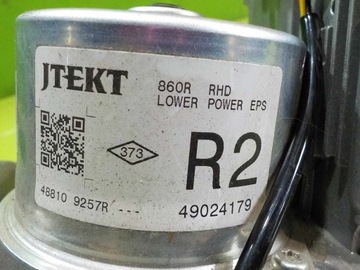 JTEKT
860R RHD
LOWER POWER EPS
373
R2
48810 9257R ---
49024179